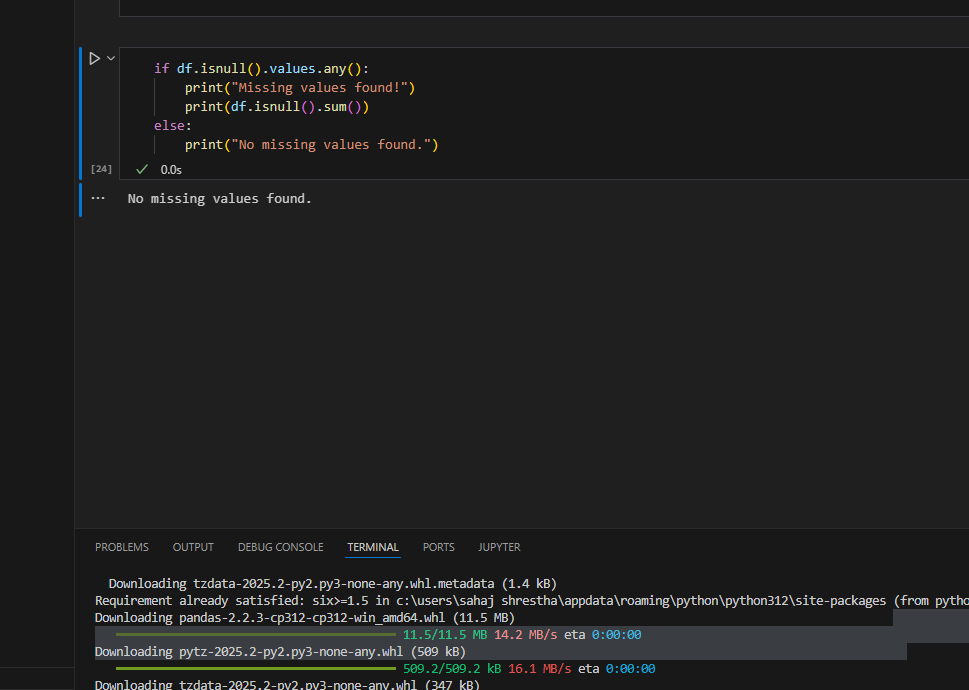 if df.isnull().values.any():
    print("Missing values found!")
    print(df.isnull().sum())
else:
    print("No missing values found.")
[24] 0.0s
... No missing values found.
PROBLEMS OUTPUT DEBUG CONSOLE TERMINAL PORTS JUPYTER
Downloading tzdata-2025.2-py2.py3-none-any.whl.metadata (1.4 kB)
Requirement already satisfied: six>=1.5 in c:\users\sahaj shrestha\appdata\roaming\python\python312\site-packages (from pytho
Downloading pandas-2.2.3-cp312-cp312-win_amd64.whl (11.5 MB)
11.5/11.5 MB 14.2 MB/s eta 0:00:00
Downloading pytz-2025.2-py2.py3-none-any.whl (509 kB)
509.2/509.2 kB 16.1 MB/s eta 0:00:00
Downloading tzdata-2025.2-py2.py3-none-any.whl (347 kB)